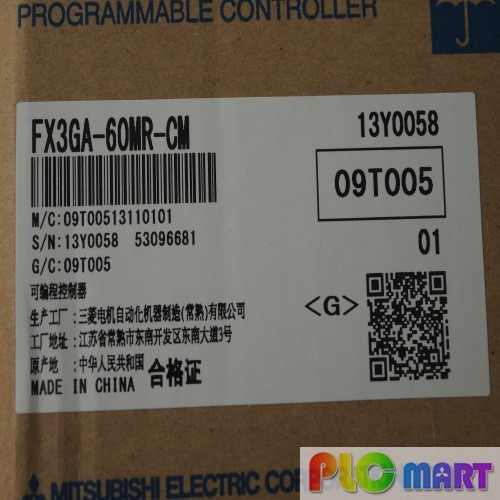 PROGRAMMABLE CONTROLLER
FX3GA-60MR-CM
13Y0058
09T005
M/C:09T00513110101
S/N:13Y0058 53096681
01
G/C:09T005
可编程控制器
<G>
生产工厂：三菱电机自动化机器制造(常熟)有限公司
工厂地址：江苏省常熟市东南开发区东南大道3号
原产地：中华人民共和国
MADE IN CHINA 合格证
MITSUBISHI ELECTRIC
PLC MART